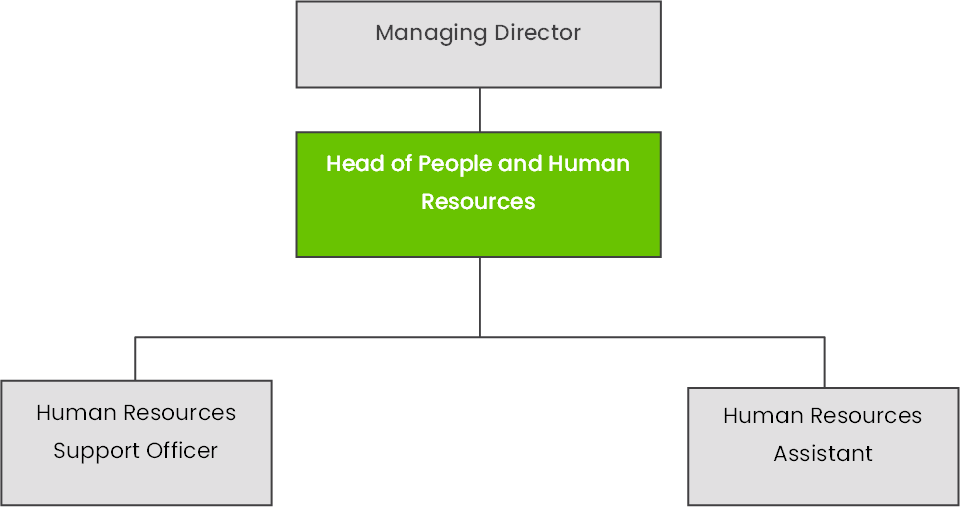 Managing Director
Head of People and Human
Resources
Human Resources
Support Officer
Human Resources
Assistant